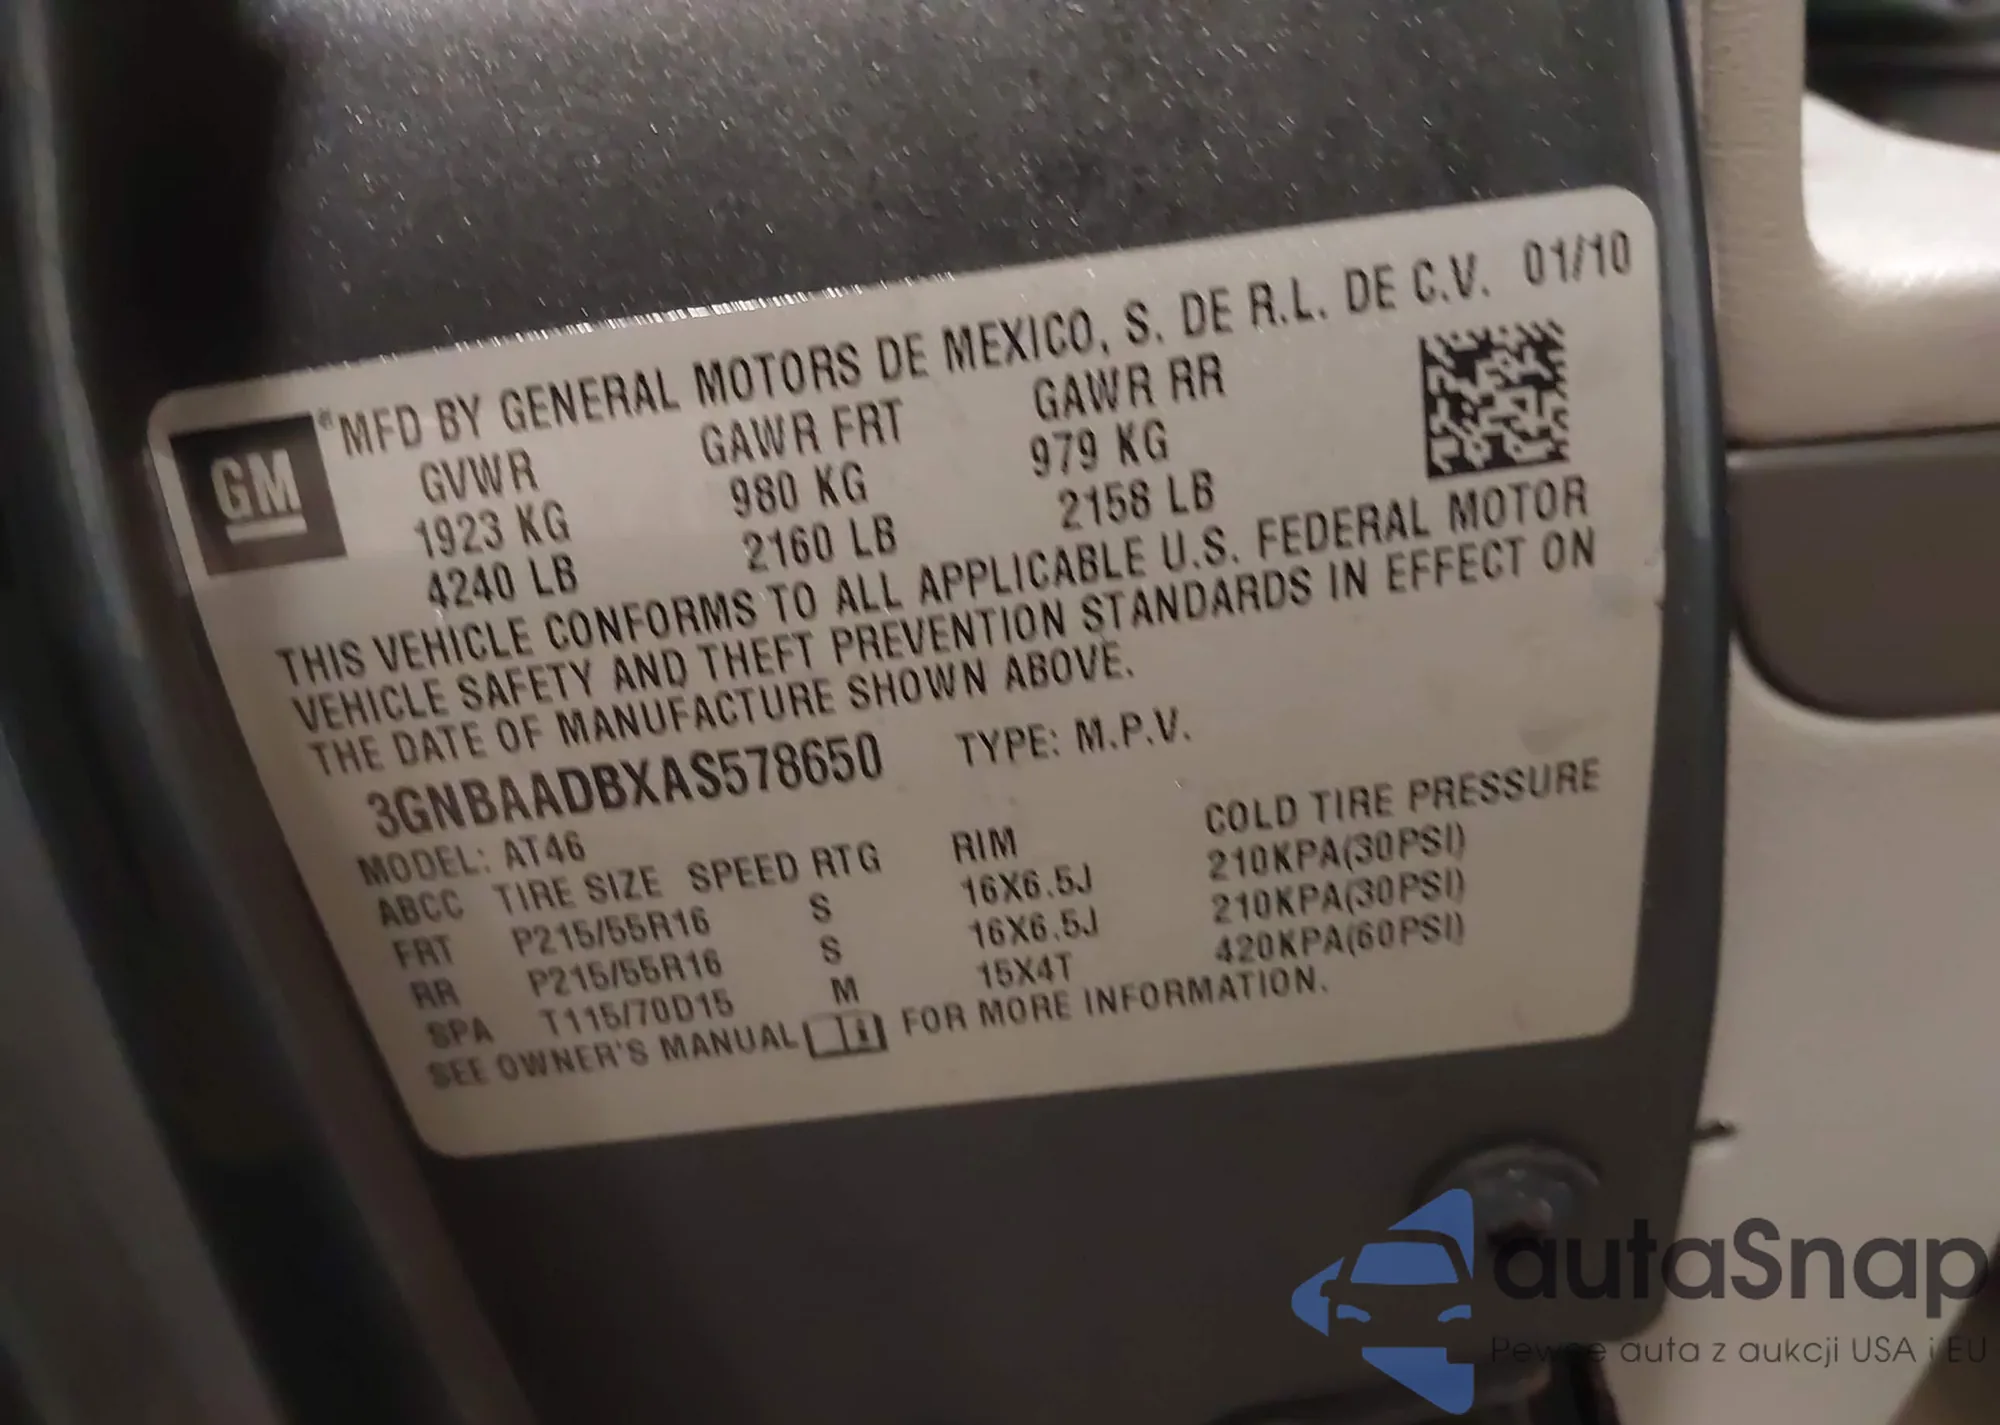 GM
®MFD BY GENERAL MOTORS DE MEXICO, S. DE R.L. DE C.V. 01/10
GVWR GAWR FRT GAWR RR
1923 KG 980 KG 979 KG
4240 LB 2160 LB 2158 LB
THIS VEHICLE CONFORMS TO ALL APPLICABLE U.S. FEDERAL MOTOR
VEHICLE SAFETY AND THEFT PREVENTION STANDARDS IN EFFECT ON
THE DATE OF MANUFACTURE SHOWN ABOVE.
3GNBAADBXAS578650 TYPE: M.P.V.
MODEL: AT46
ABCC TIRE SIZE SPEED RTG RIM COLD TIRE PRESSURE
FRT P215/55R16 S 16X6.5J 210KPA(30PSI)
RR P215/55R16 S 16X6.5J 210KPA(30PSI)
SPA T115/70D15 M 15X4T 420KPA(60PSI)
SEE OWNER'S MANUAL FOR MORE INFORMATION.
autaSnap
Pewne auta z aukcji USA i EU